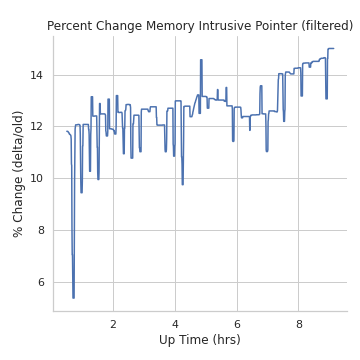 Percent Change Memory Intrusive Pointer (filtered)
14
12
10
8
6
% Change (delta/old)
2 4 6 8
Up Time (hrs)